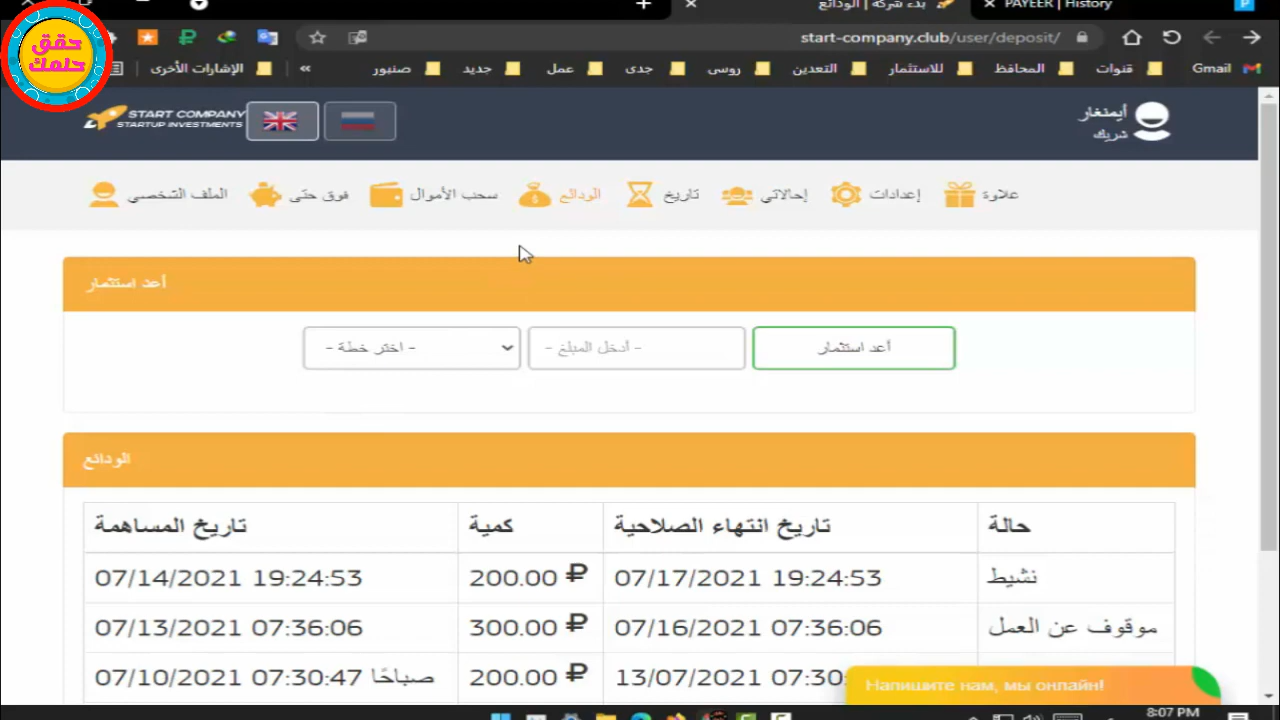 بدء شركة | الودائع
PAYEER | History
حقق
حلمك
start-company.club/user/deposit/
الإشارات الأخرى
»
صنبور
جديد
عمل
جدى
روسى
التعدين
للاستثمار
المحافظ
قنوات
Gmail
START COMPANY
STARTUP INVESTMENTS
أيمنغار
شريك
الملف الشخصي
فوق حتى
سحب الأموال
الودائع
تاريخ
إحالاتي
إعدادات
علاوة
أعد استثمار
- اختر خطة -
- أدخل المبلغ -
أعد استثمار
الودائع
تاريخ المساهمة كمية تاريخ انتهاء الصلاحية حالة
07/14/2021 19:24:53 200.00 ₽ 07/17/2021 19:24:53 نشيط
07/13/2021 07:36:06 300.00 ₽ 07/16/2021 07:36:06 موقوف عن العمل
07/10/2021 07:30:47 صباحًا 200.00 ₽ 13/07/2021 07:30:
Напишите нам, мы онлайн!
8:07 PM